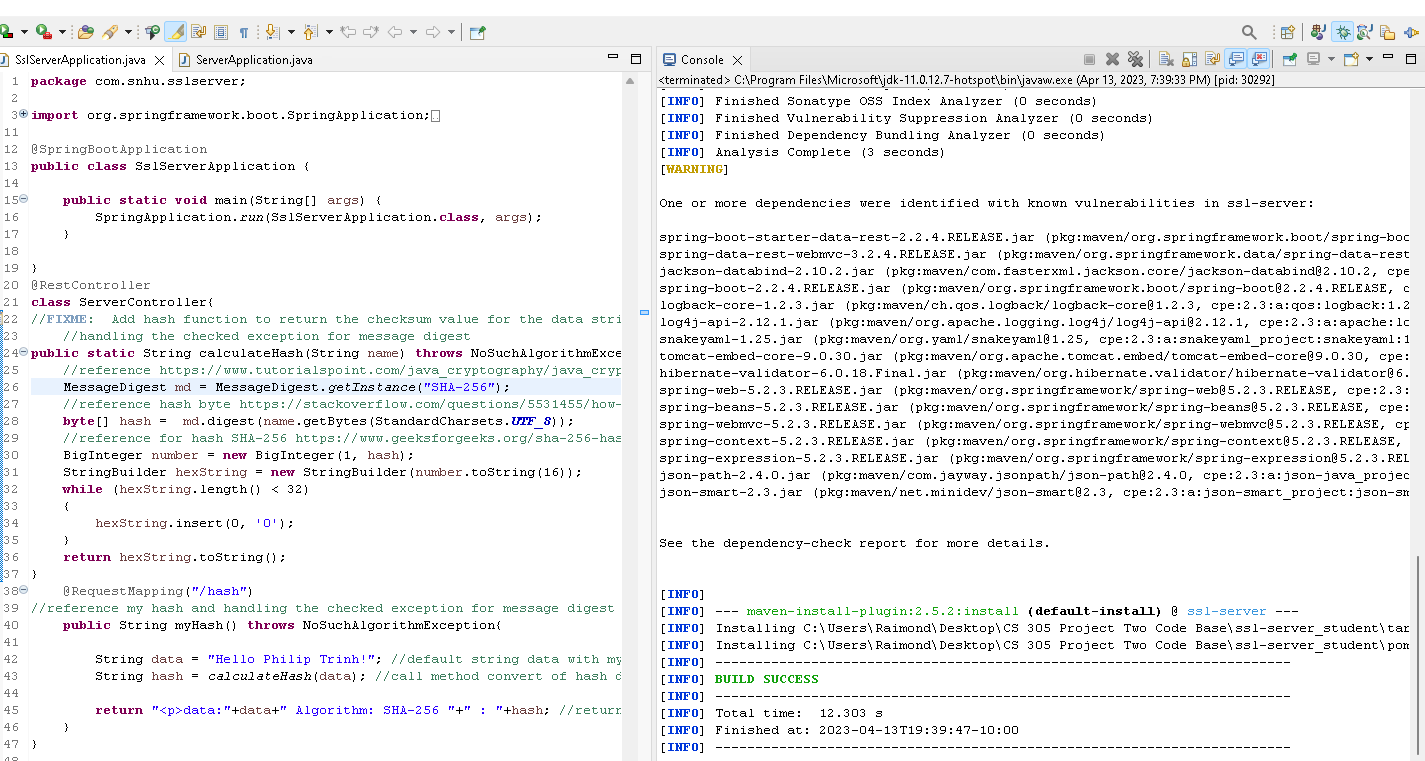 SslServerApplication.java
ServerApplication.java
1 package com.snhu.sslserver;
2
3 import org.springframework.boot.SpringApplication;
11
12 @SpringBootApplication
13 public class SslServerApplication {
14
15 public static void main(String[] args) {
16 SpringApplication.run(SslServerApplication.class, args);
17 }
18
19 }
20 @RestController
21 class ServerController{
22 //FIXME: Add hash function to return the checksum value for the data stri
23 //handling the checked exception for message digest
24 public static String calculateHash(String name) throws NoSuchAlgorithmExce
25 //reference https://www.tutorialspoint.com/java_cryptography/java_cryp
26 MessageDigest md = MessageDigest.getInstance("SHA-256");
27 //reference hash byte https://stackoverflow.com/questions/5531455/how-
28 byte[] hash = md.digest(name.getBytes(StandardCharsets.UTF_8));
29 //reference for hash SHA-256 https://www.geeksforgeeks.org/sha-256-has
30 BigInteger number = new BigInteger(1, hash);
31 StringBuilder hexString = new StringBuilder(number.toString(16));
32 while (hexString.length() < 32)
33 {
34 hexString.insert(0, '0');
35 }
36 return hexString.toString();
37 }
38 @RequestMapping("/hash")
39 //reference my hash and handling the checked exception for message digest
40 public String myHash() throws NoSuchAlgorithmException{
41
42 String data = "Hello Philip Trinh!"; //default string data with my
43 String hash = calculateHash(data); //call method convert of hash d
44
45 return "<p>data:"+data+" Algorithm: SHA-256 "+" : "+hash; //return
46 }
47 }
Console
<terminated> C:\Program Files\Microsoft\jdk-11.0.12.7-hotspot\bin\javaw.exe (Apr 13, 2023, 7:39:33 PM) [pid: 30292]
[INFO] Finished Sonatype OSS Index Analyzer (0 seconds)
[INFO] Finished Vulnerability Suppression Analyzer (0 seconds)
[INFO] Finished Dependency Bundling Analyzer (0 seconds)
[INFO] Analysis Complete (3 seconds)
[WARNING]
One or more dependencies were identified with known vulnerabilities in ssl-server:
spring-boot-starter-data-rest-2.2.4.RELEASE.jar (pkg:maven/org.springframework.boot/spring-boo
spring-data-rest-webmvc-3.2.4.RELEASE.jar (pkg:maven/org.springframework.data/spring-data-rest
jackson-databind-2.10.2.jar (pkg:maven/com.fasterxml.jackson.core/jackson-databind@2.10.2, cpe
spring-boot-2.2.4.RELEASE.jar (pkg:maven/org.springframework.boot/spring-boot@2.2.4.RELEASE, c
logback-core-1.2.3.jar (pkg:maven/ch.qos.logback/logback-core@1.2.3, cpe:2.3:a:qos:logback:1.2
log4j-api-2.12.1.jar (pkg:maven/org.apache.logging.log4j/log4j-api@2.12.1, cpe:2.3:a:apache:lo
snakeyaml-1.25.jar (pkg:maven/org.yaml/snakeyaml@1.25, cpe:2.3:a:snakeyaml_project:snakeyaml:1
tomcat-embed-core-9.0.30.jar (pkg:maven/org.apache.tomcat.embed/tomcat-embed-core@9.0.30, cpe:
hibernate-validator-6.0.18.Final.jar (pkg:maven/org.hibernate.validator/hibernate-validator@6.
spring-web-5.2.3.RELEASE.jar (pkg:maven/org.springframework/spring-web@5.2.3.RELEASE, cpe:2.3:
spring-beans-5.2.3.RELEASE.jar (pkg:maven/org.springframework/spring-beans@5.2.3.RELEASE, cpe:
spring-webmvc-5.2.3.RELEASE.jar (pkg:maven/org.springframework/spring-webmvc@5.2.3.RELEASE, cp
spring-context-5.2.3.RELEASE.jar (pkg:maven/org.springframework/spring-context@5.2.3.RELEASE,
spring-expression-5.2.3.RELEASE.jar (pkg:maven/org.springframework/spring-expression@5.2.3.REL
json-path-2.4.0.jar (pkg:maven/com.jayway.jsonpath/json-path@2.4.0, cpe:2.3:a:json-java_projec
json-smart-2.3.jar (pkg:maven/net.minidev/json-smart@2.3, cpe:2.3:a:json-smart_project:json-sm
See the dependency-check report for more details.
[INFO]
[INFO] --- maven-install-plugin:2.5.2:install (default-install) @ ssl-server ---
[INFO] Installing C:\Users\Raimond\Desktop\CS 305 Project Two Code Base\ssl-server_student\tar
[INFO] Installing C:\Users\Raimond\Desktop\CS 305 Project Two Code Base\ssl-server_student\pom
[INFO] ------------------------------------------------------------------------
[INFO] BUILD SUCCESS
[INFO] ------------------------------------------------------------------------
[INFO] Total time: 12.303 s
[INFO] Finished at: 2023-04-13T19:39:47-10:00
[INFO] ------------------------------------------------------------------------